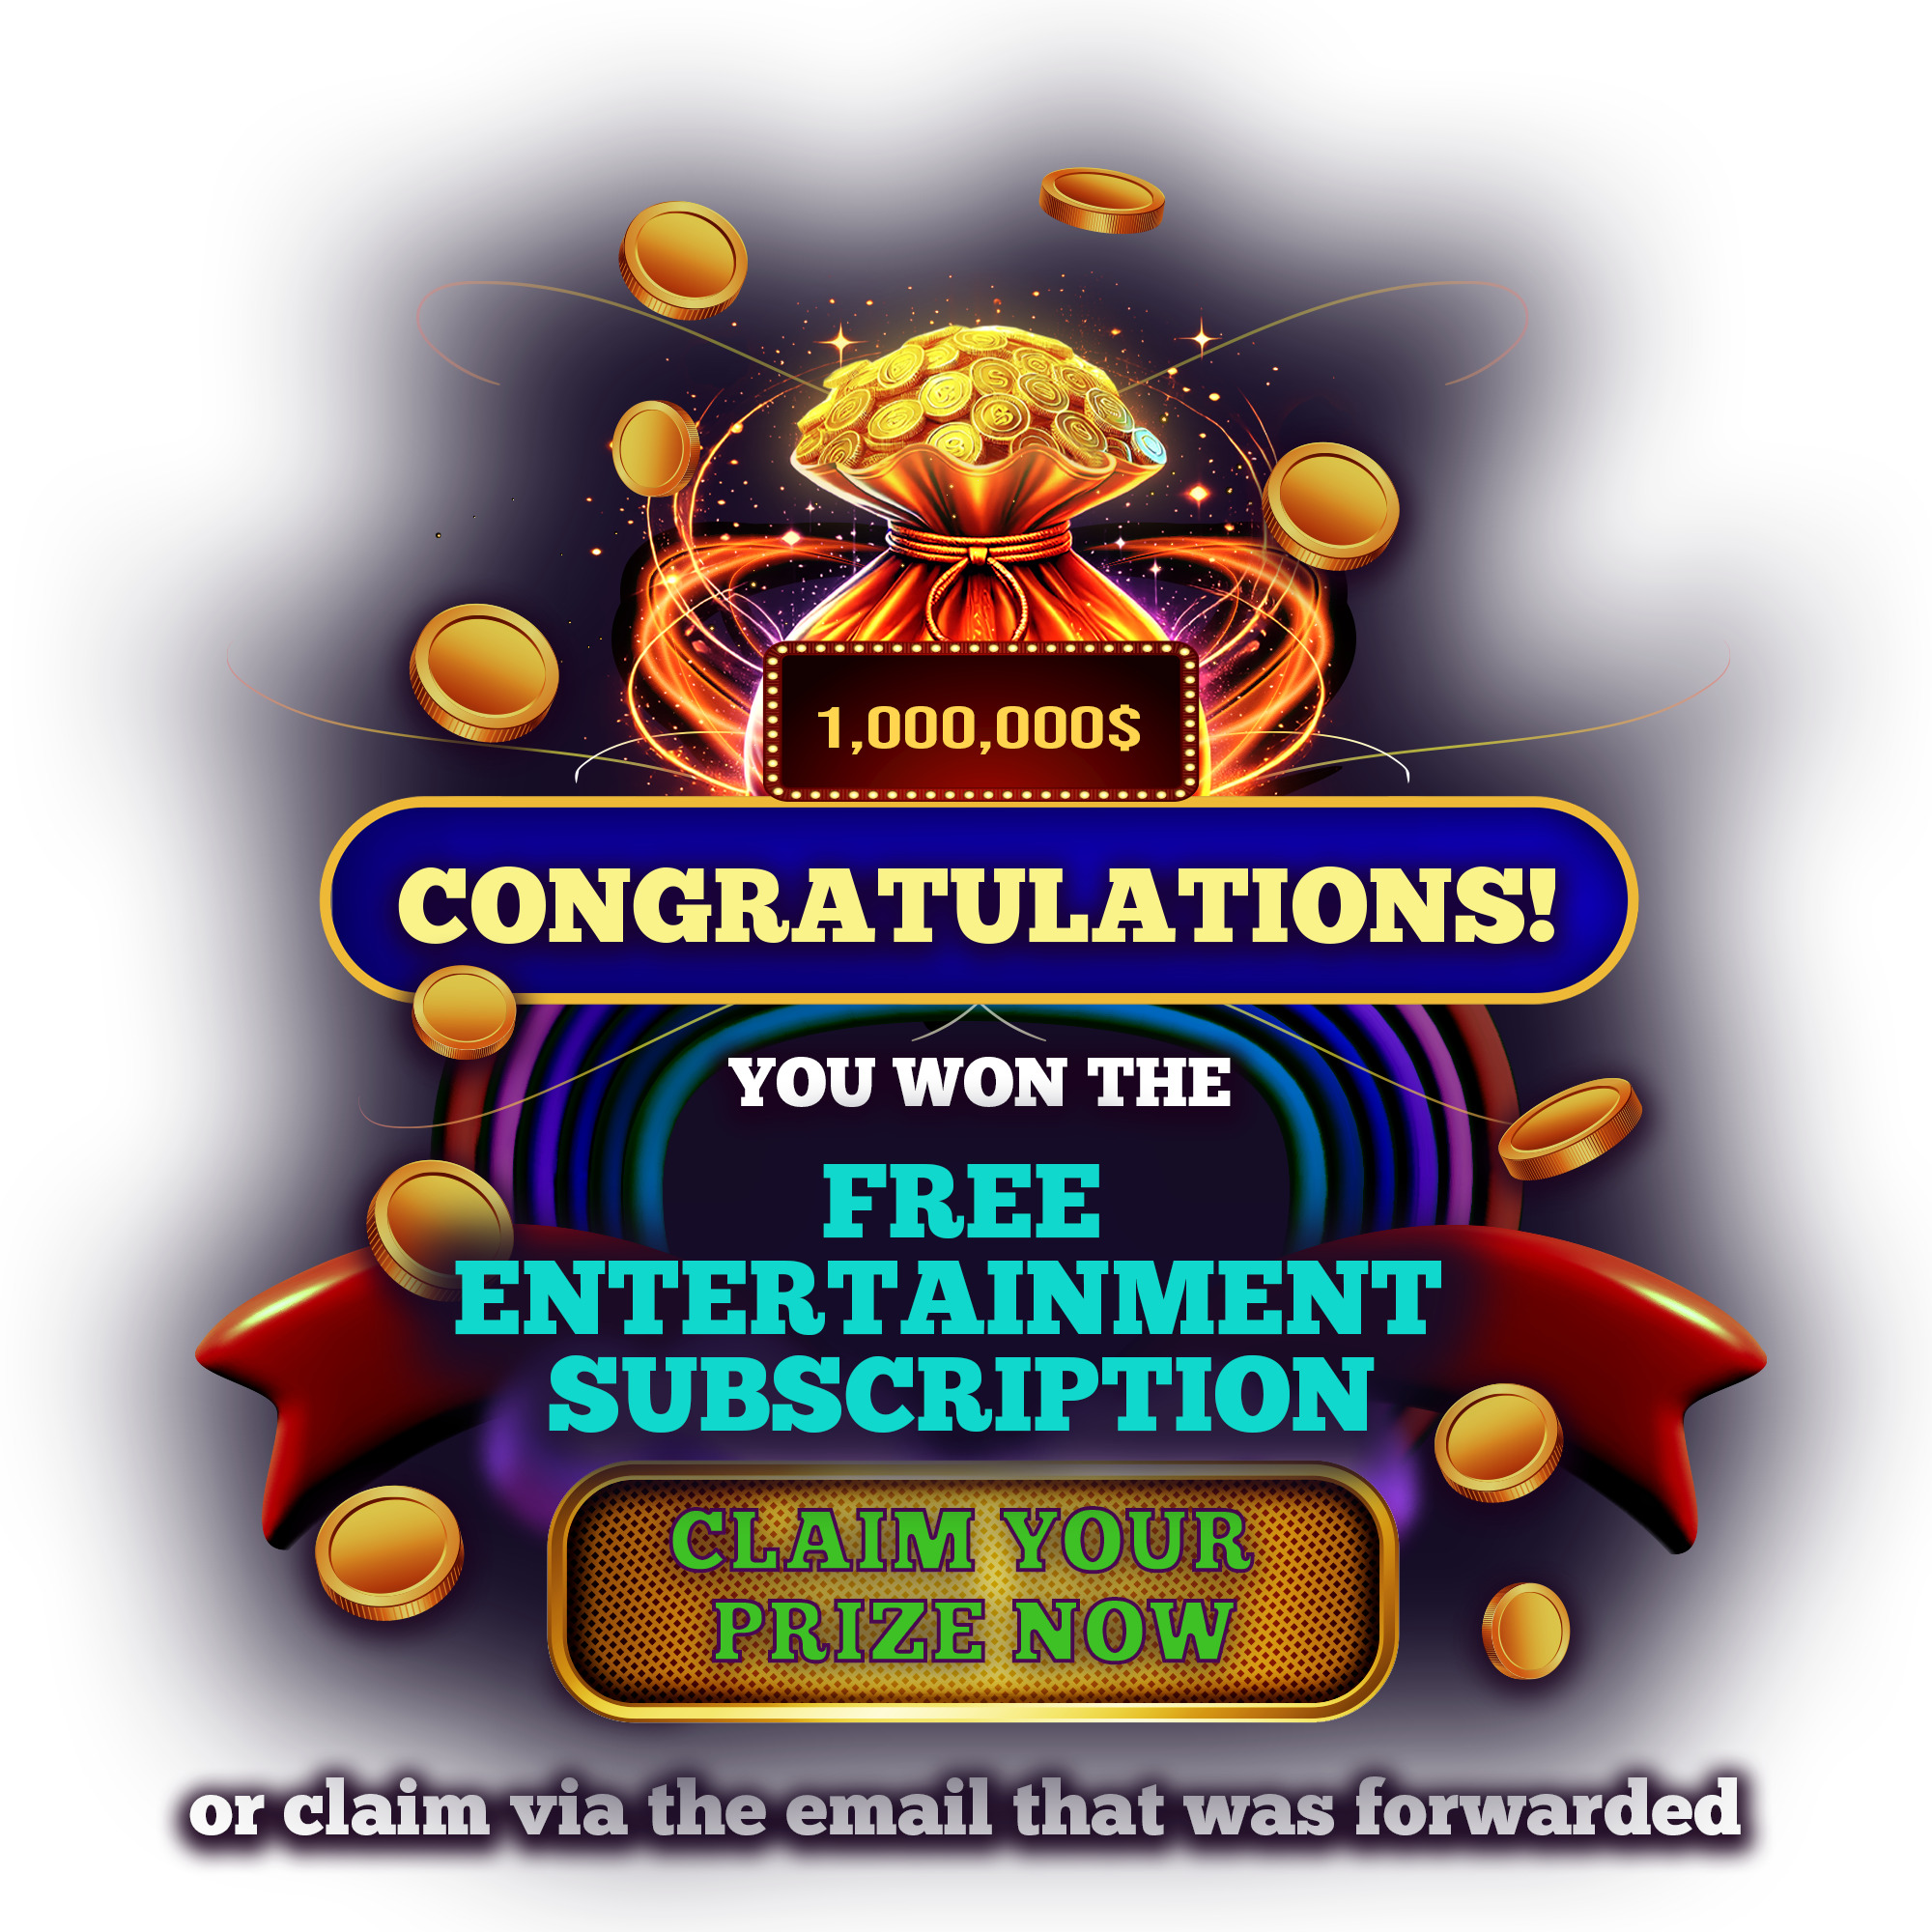 1,000,000$
CONGRATULATIONS!
YOU WON THE
FREE
ENTERTAINMENT
SUBSCRIPTION
CLAIM YOUR
PRIZE NOW
or claim via the email that was forwarded